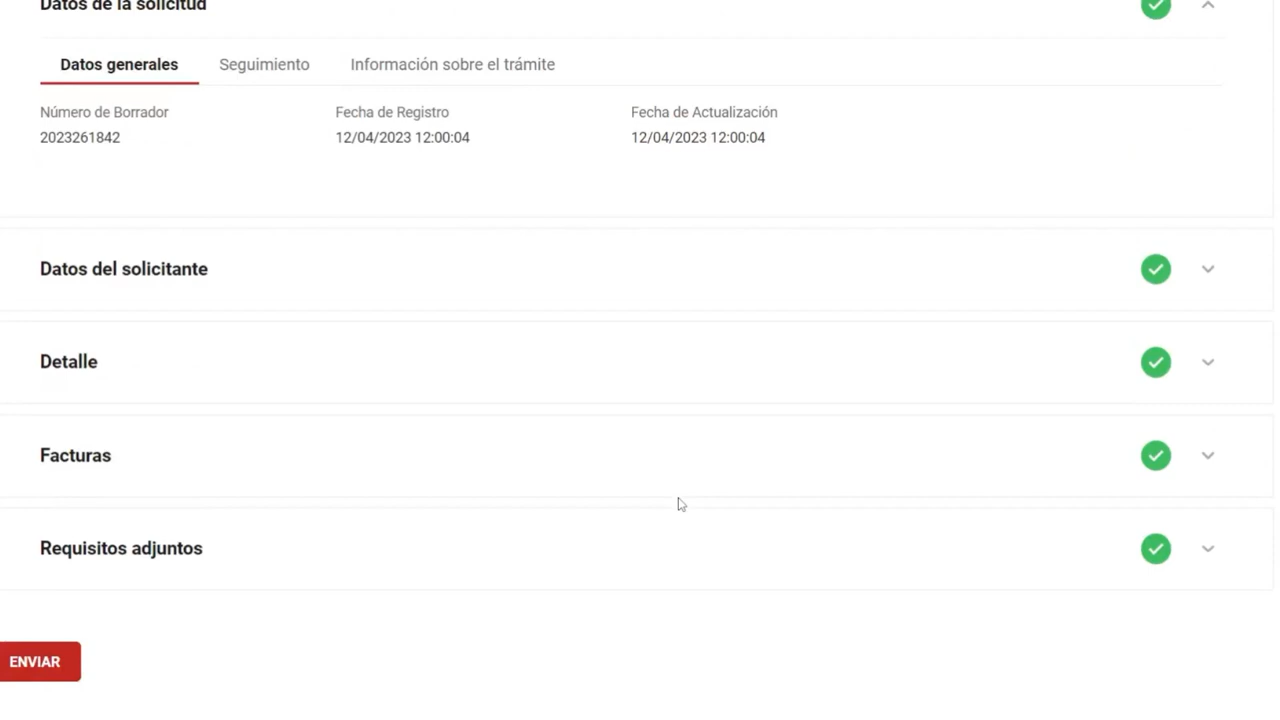 Datos de la solicitud
Datos generales Seguimiento Información sobre el trámite
Número de Borrador Fecha de Registro Fecha de Actualización
2023261842 12/04/2023 12:00:04 12/04/2023 12:00:04
Datos del solicitante
Detalle
Facturas
Requisitos adjuntos
ENVIAR